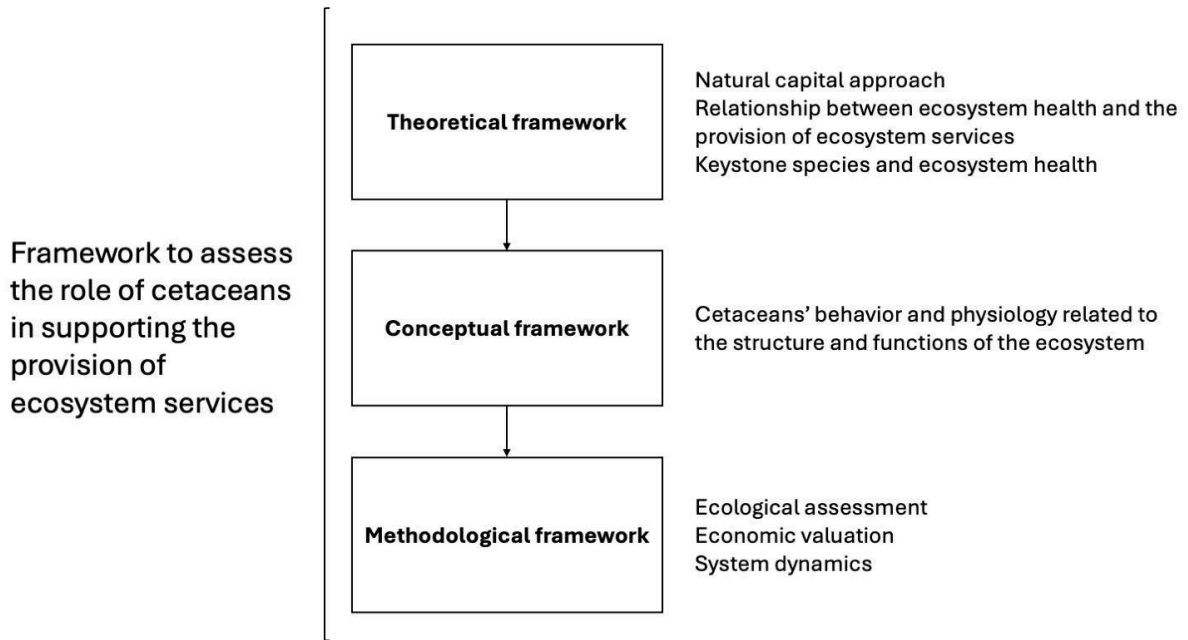 Framework to assess
the role of cetaceans
in supporting the
provision of
ecosystem services
Theoretical framework
Natural capital approach
Relationship between ecosystem health and the
provision of ecosystem services
Keystone species and ecosystem health
Conceptual framework
Cetaceans’ behavior and physiology related to
the structure and functions of the ecosystem
Methodological framework
Ecological assessment
Economic valuation
System dynamics